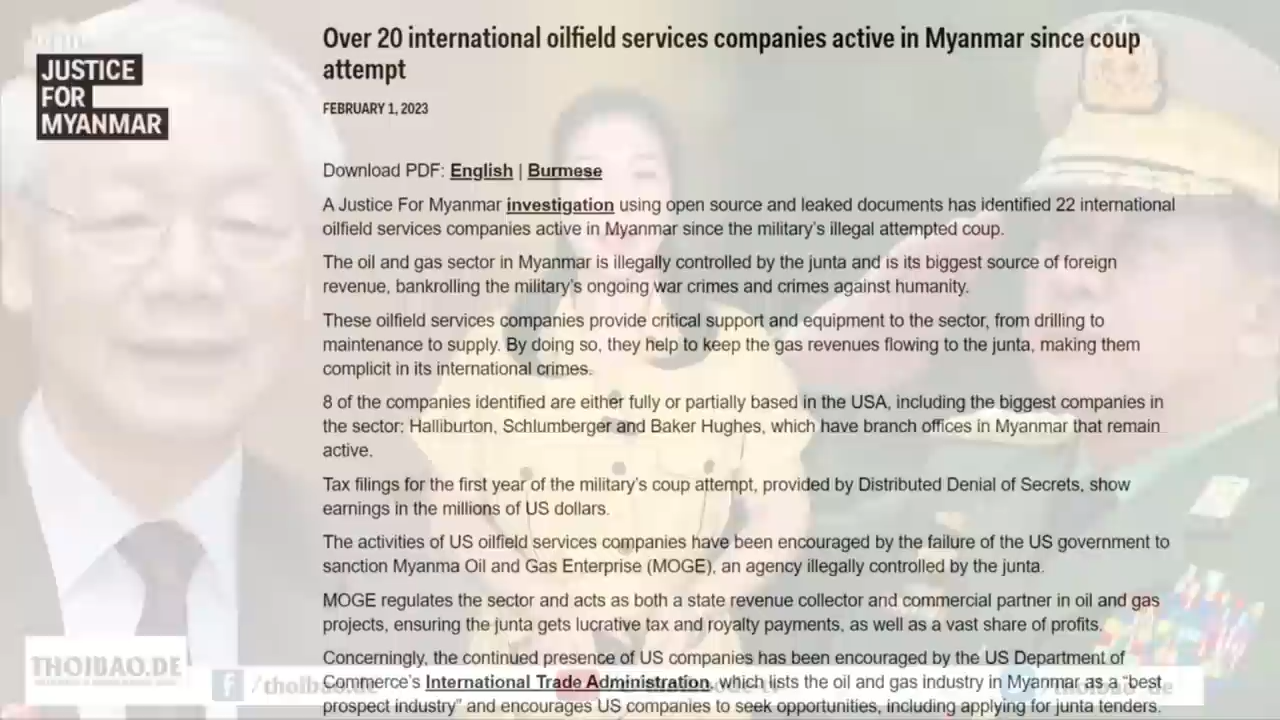 JUSTICE
FOR
MYANMAR
Over 20 international oilfield services companies active in Myanmar since coup
attempt
FEBRUARY 1, 2023
Download PDF: English | Burmese
A Justice For Myanmar investigation using open source and leaked documents has identified 22 international
oilfield services companies active in Myanmar since the military’s illegal attempted coup.
The oil and gas sector in Myanmar is illegally controlled by the junta and is its biggest source of foreign
revenue, bankrolling the military’s ongoing war crimes and crimes against humanity.
These oilfield services companies provide critical support and equipment to the sector, from drilling to
maintenance to supply. By doing so, they help to keep the gas revenues flowing to the junta, making them
complicit in its international crimes.
8 of the companies identified are either fully or partially based in the USA, including the biggest companies in
the sector: Halliburton, Schlumberger and Baker Hughes, which have branch offices in Myanmar that remain
active.
Tax filings for the first year of the military’s coup attempt, provided by Distributed Denial of Secrets, show
earnings in the millions of US dollars.
The activities of US oilfield services companies have been encouraged by the failure of the US government to
sanction Myanma Oil and Gas Enterprise (MOGE), an agency illegally controlled by the junta.
MOGE regulates the sector and acts as both a state revenue collector and commercial partner in oil and gas
projects, ensuring the junta gets lucrative tax and royalty payments, as well as a vast share of profits.
Concerningly, the continued presence of US companies has been encouraged by the US Department of
Commerce’s International Trade Administration, which lists the oil and gas industry in Myanmar as a “best
prospect industry” and encourages US companies to seek opportunities, including applying for junta tenders.
THOIBAO.DE
/thoibao.de